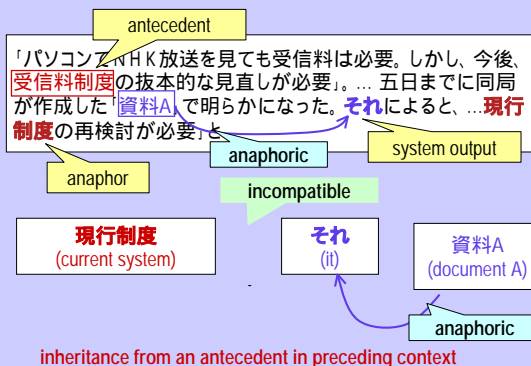 antecedent
「パソコンでNHK放送を見ても受信料は必要。しかし、今後、
受信料制度の抜本的な見直しが必要」。... 五日までに同局
が作成した「資料A」で明らかになった。それによると、...現行
制度の再検討が必要」と
anaphoric
system output
anaphor
incompatible
現行制度
(current system)
それ
(it)
資料A
(document A)
anaphoric
inheritance from an antecedent in preceding context